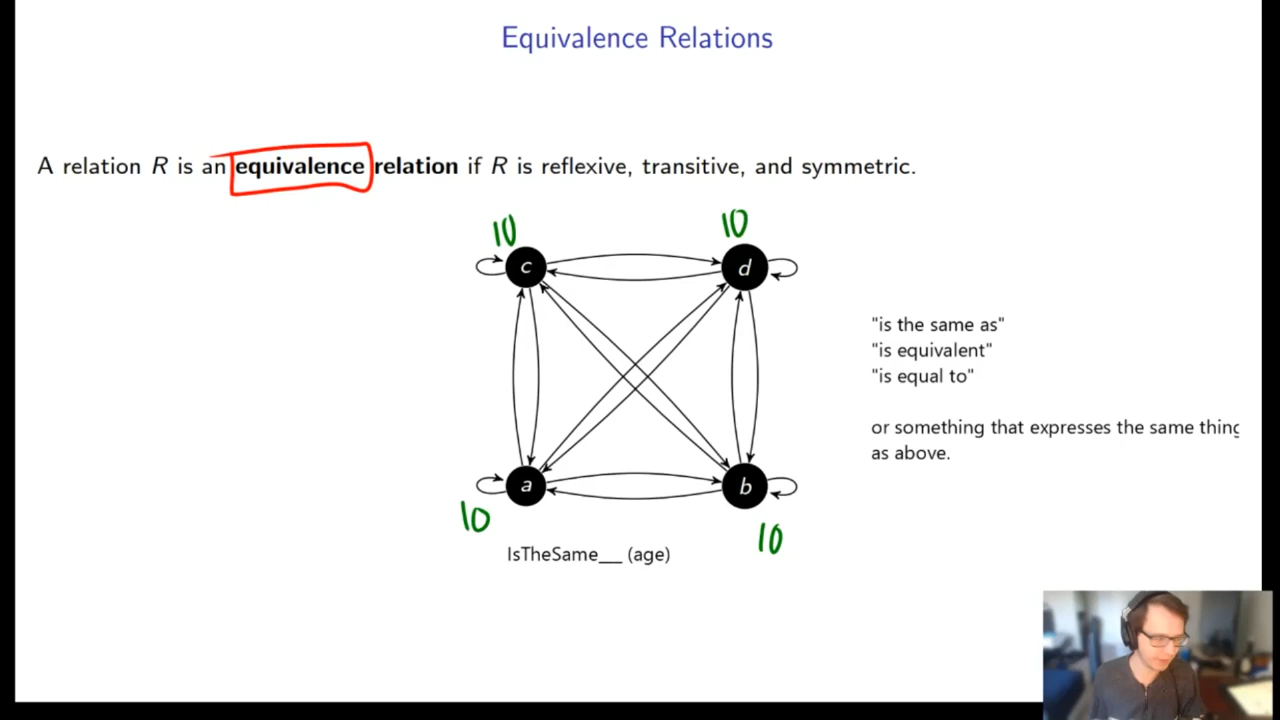 Equivalence Relations
A relation R is an equivalence relation if R is reflexive, transitive, and symmetric.
10 10
c d
"is the same as"
"is equivalent"
"is equal to"
or something that expresses the same thing
as above.
a b
10 10
IsTheSame__ (age)